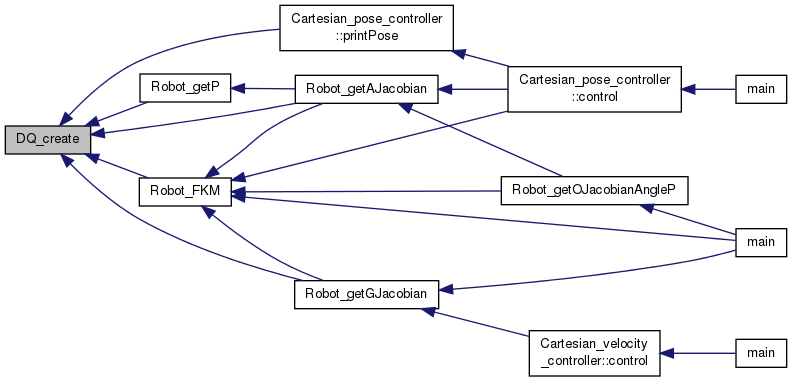 Cartesian_pose_controller
::printPose
Robot_getP
Robot_getAJacobian
Cartesian_pose_controller
::control
main
DQ_create
Robot_FKM
Robot_getOJacobianAngleP
main
Robot_getGJacobian
Cartesian_velocity
_controller::control
main